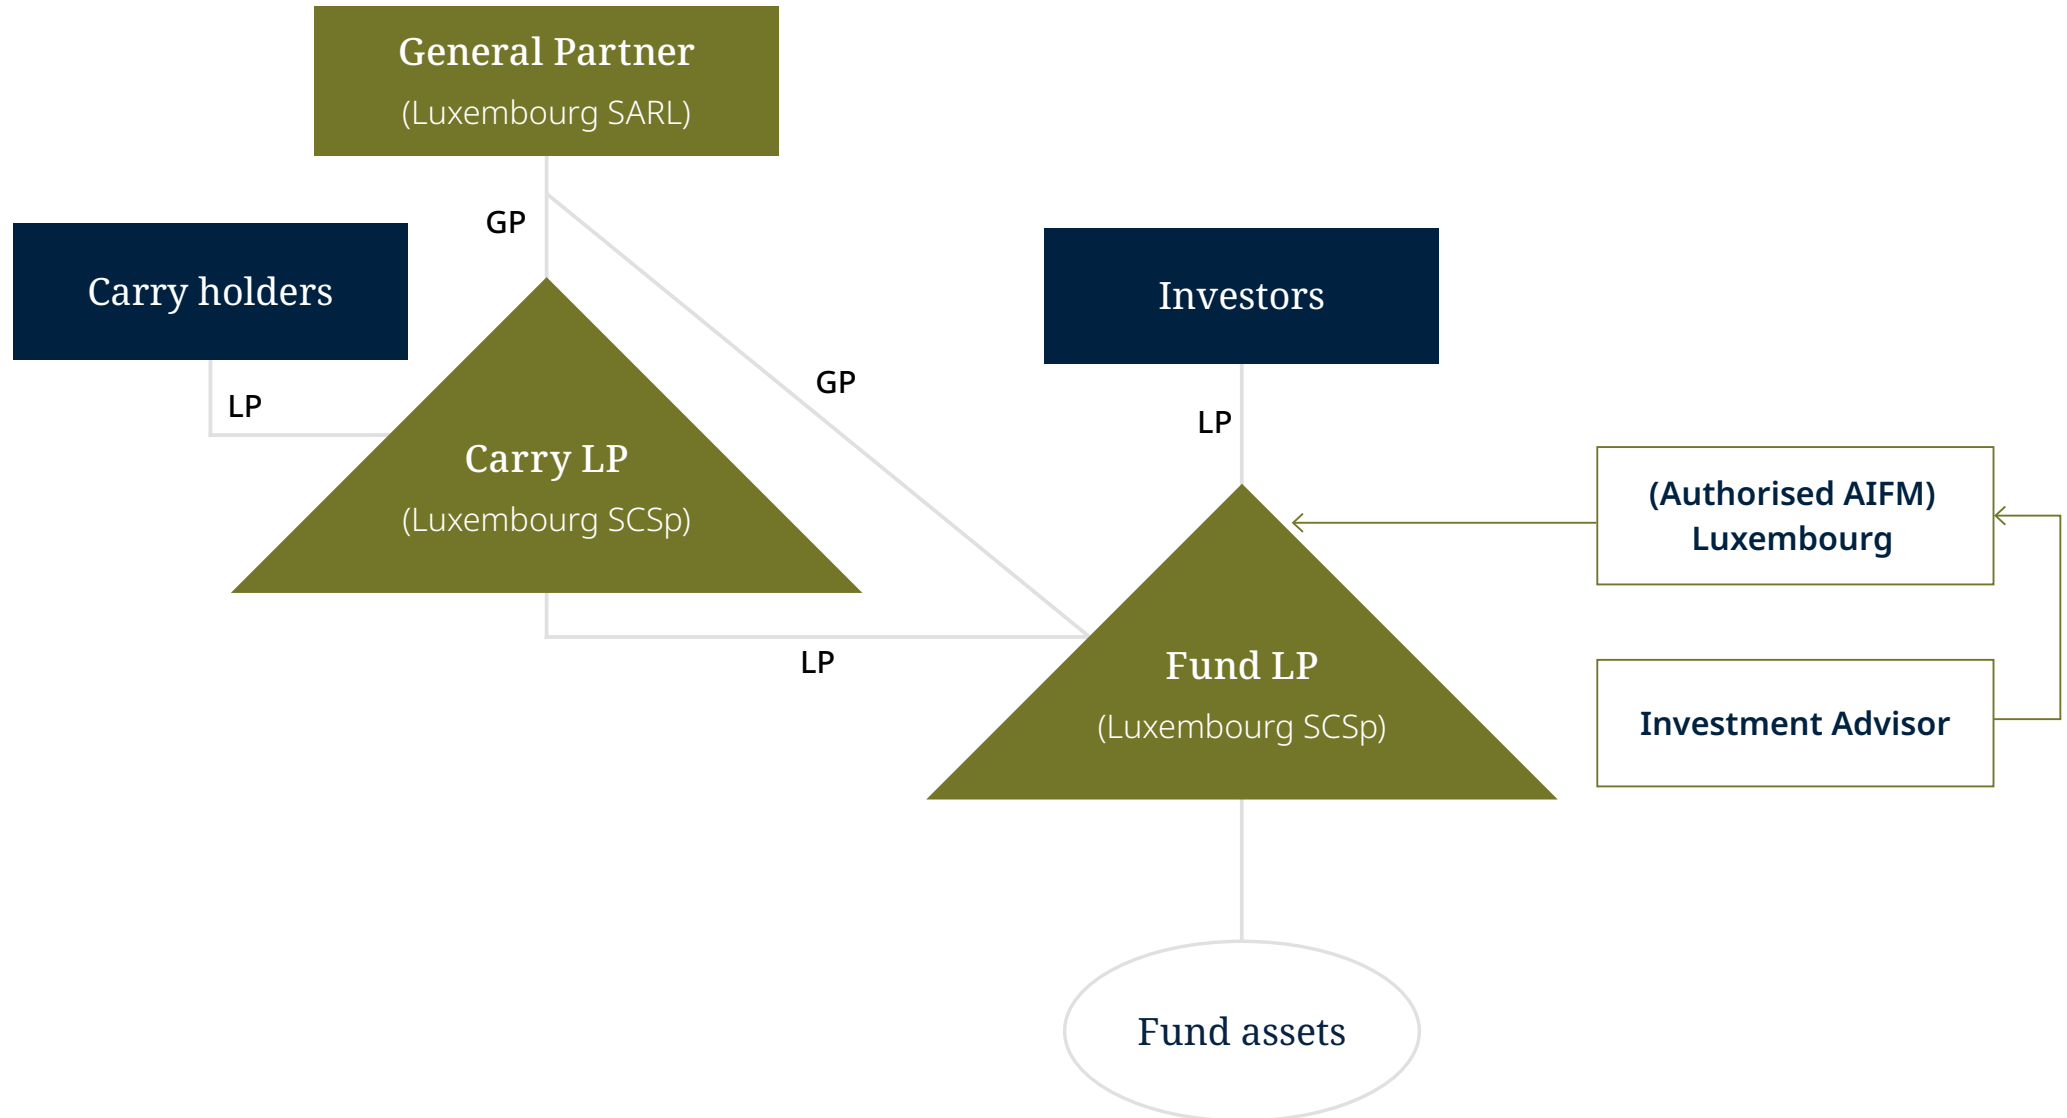 General Partner
(Luxembourg SARL)
GP
Carry holders
LP
Carry LP
(Luxembourg SCSp)
GP
LP
Investors
LP
Fund LP
(Luxembourg SCSp)
(Authorised AIFM)
Luxembourg
Investment Advisor
Fund assets